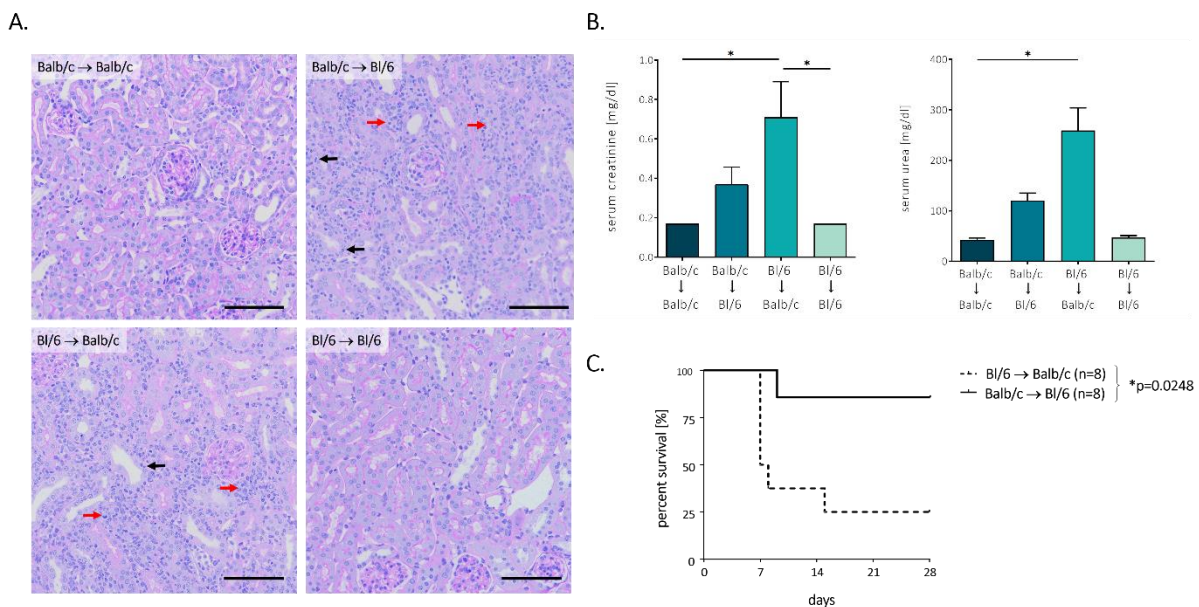 A.
Balb/c → Balb/c
Balb/c → Bl/6
Bl/6 → Balb/c
Bl/6 → Bl/6
B.
serum creatinine [mg/dl]
1.0
0.8
0.6
0.4
0.2
0.0
*
*
Balb/c Balb/c Bl/6 Bl/6
↓ ↓ ↓ ↓
Balb/c Bl/6 Balb/c Bl/6
serum urea [mg/dl]
400
300
200
100
0
*
Balb/c Balb/c Bl/6 Bl/6
↓ ↓ ↓ ↓
Balb/c Bl/6 Balb/c Bl/6
C.
percent survival [%]
100
75
50
25
0
0 7 14 21 28
days
Bl/6 → Balb/c (n=8)
Balb/c → Bl/6 (n=8)
*p=0.0248